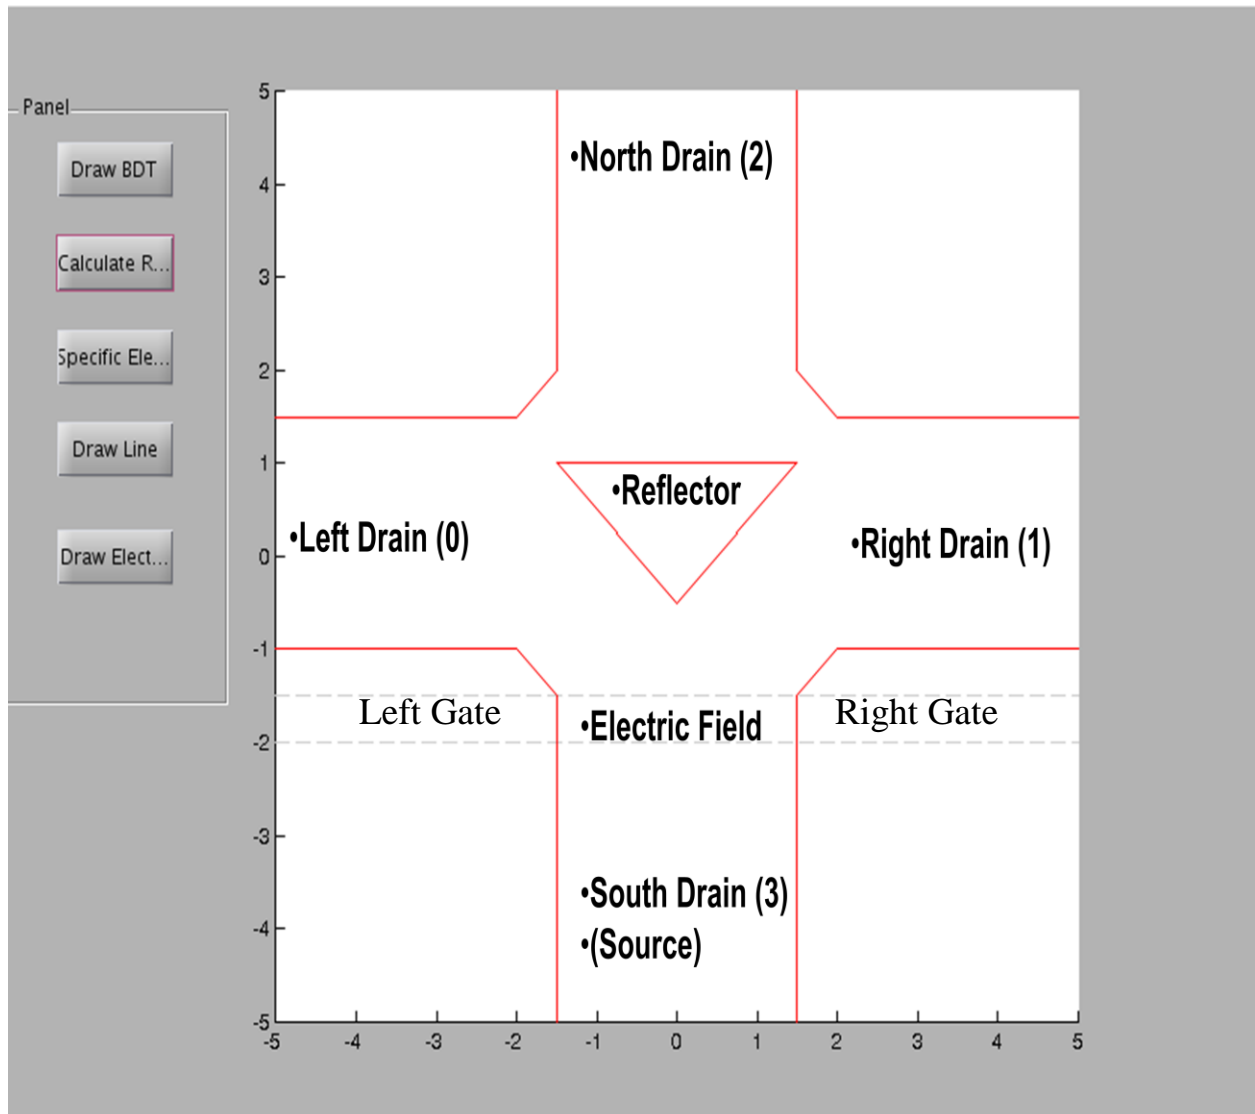 Panel
Draw BDT
Calculate R...
Specific Ele...
Draw Line
Draw Elect...
5
4
3
2
1
0
-1
-2
-3
-4
-5
-5 -4 -3 -2 -1 0 1 2 3 4 5
•North Drain (2)
•Reflector
•Left Drain (0)
•Right Drain (1)
Left Gate
•Electric Field
Right Gate
•South Drain (3)
•(Source)